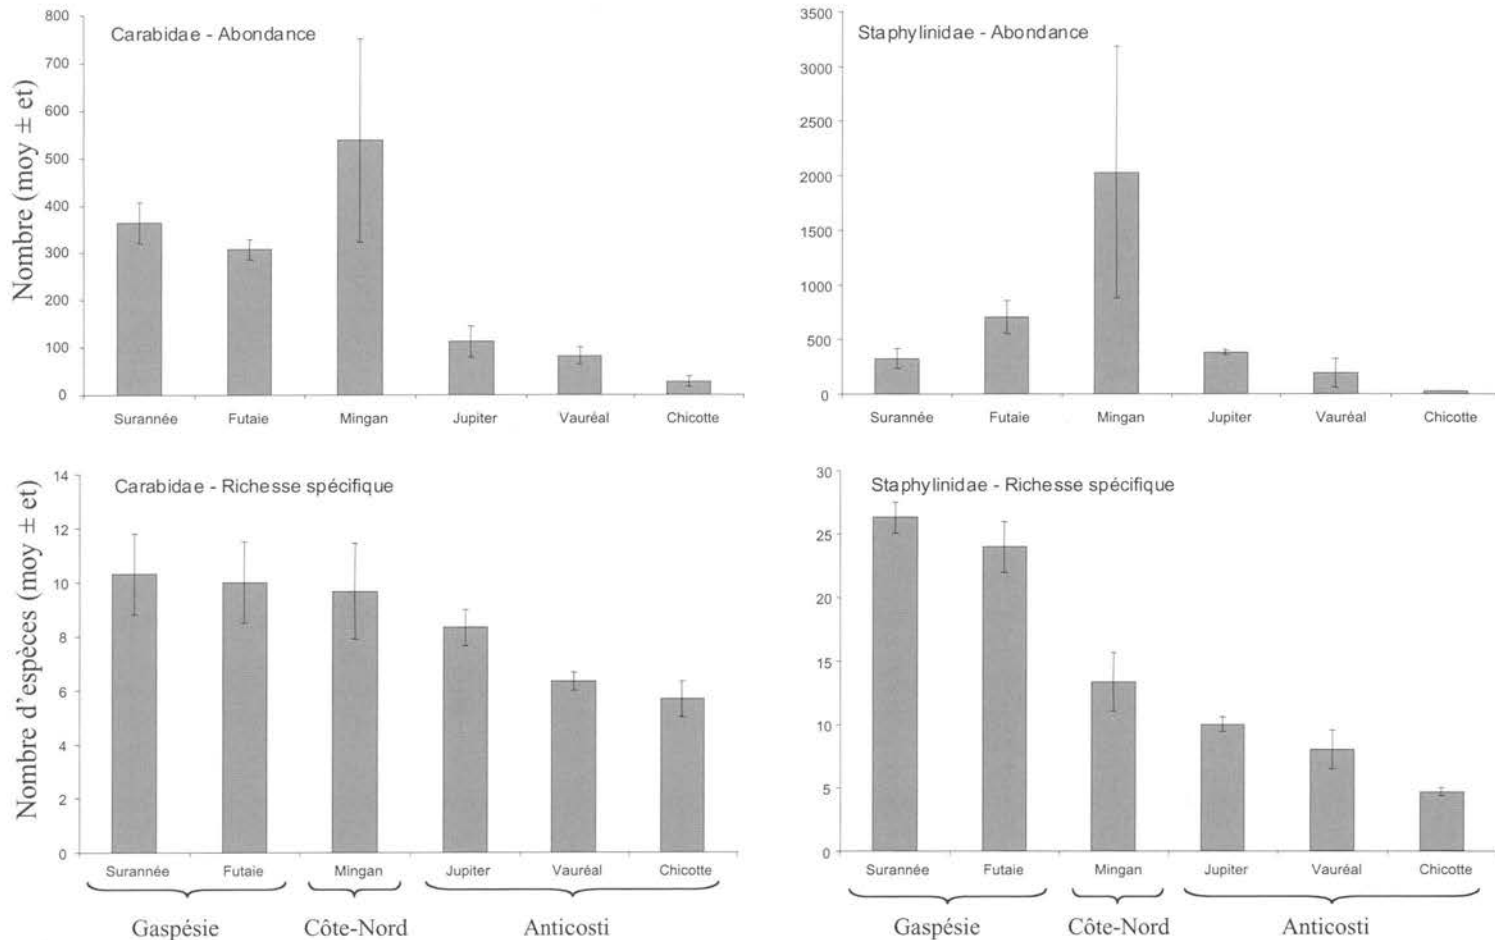 Carabidae - Abondance
Nombre (moy ± et)
800
700
600
500
400
300
200
100
0
Surannée Futaie Mingan Jupiter Vauréal Chicotte
Staphylinidae - Abondance
3500
3000
2500
2000
1500
1000
500
0
Surannée Futaie Mingan Jupiter Vauréal Chicotte
Carabidae - Richesse spécifique
Nombre d'espèces (moy ± et)
14
12
10
8
6
4
2
0
Surannée Futaie Mingan Jupiter Vauréal Chicotte
Gaspésie Côte-Nord Anticosti
Staphylinidae - Richesse spécifique
30
25
20
15
10
5
0
Surannée Futaie Mingan Jupiter Vauréal Chicotte
Gaspésie Côte-Nord Anticosti